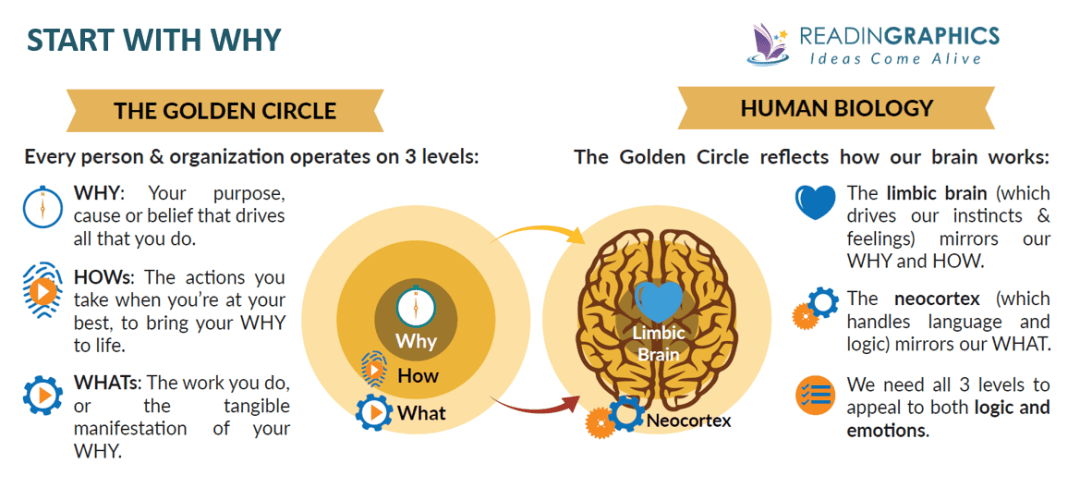 START WITH WHY
READINGRAPHICS
Ideas Come Alive
THE GOLDEN CIRCLE
Every person & organization operates on 3 levels:
WHY: Your purpose,
cause or belief that drives
all that you do.
HOWs: The actions you
take when you're at your
best, to bring your WHY
to life.
WHATs: The work you do,
or the tangible
manifestation of your
WHY.
Why
How
What
HUMAN BIOLOGY
The Golden Circle reflects how our brain works:
Limbic
Brain
Neocortex
The limbic brain (which
drives our instincts &
feelings) mirrors our
WHY and HOW.
The neocortex (which
handles language and
logic) mirrors our WHAT.
We need all 3 levels to
appeal to both logic and
emotions.